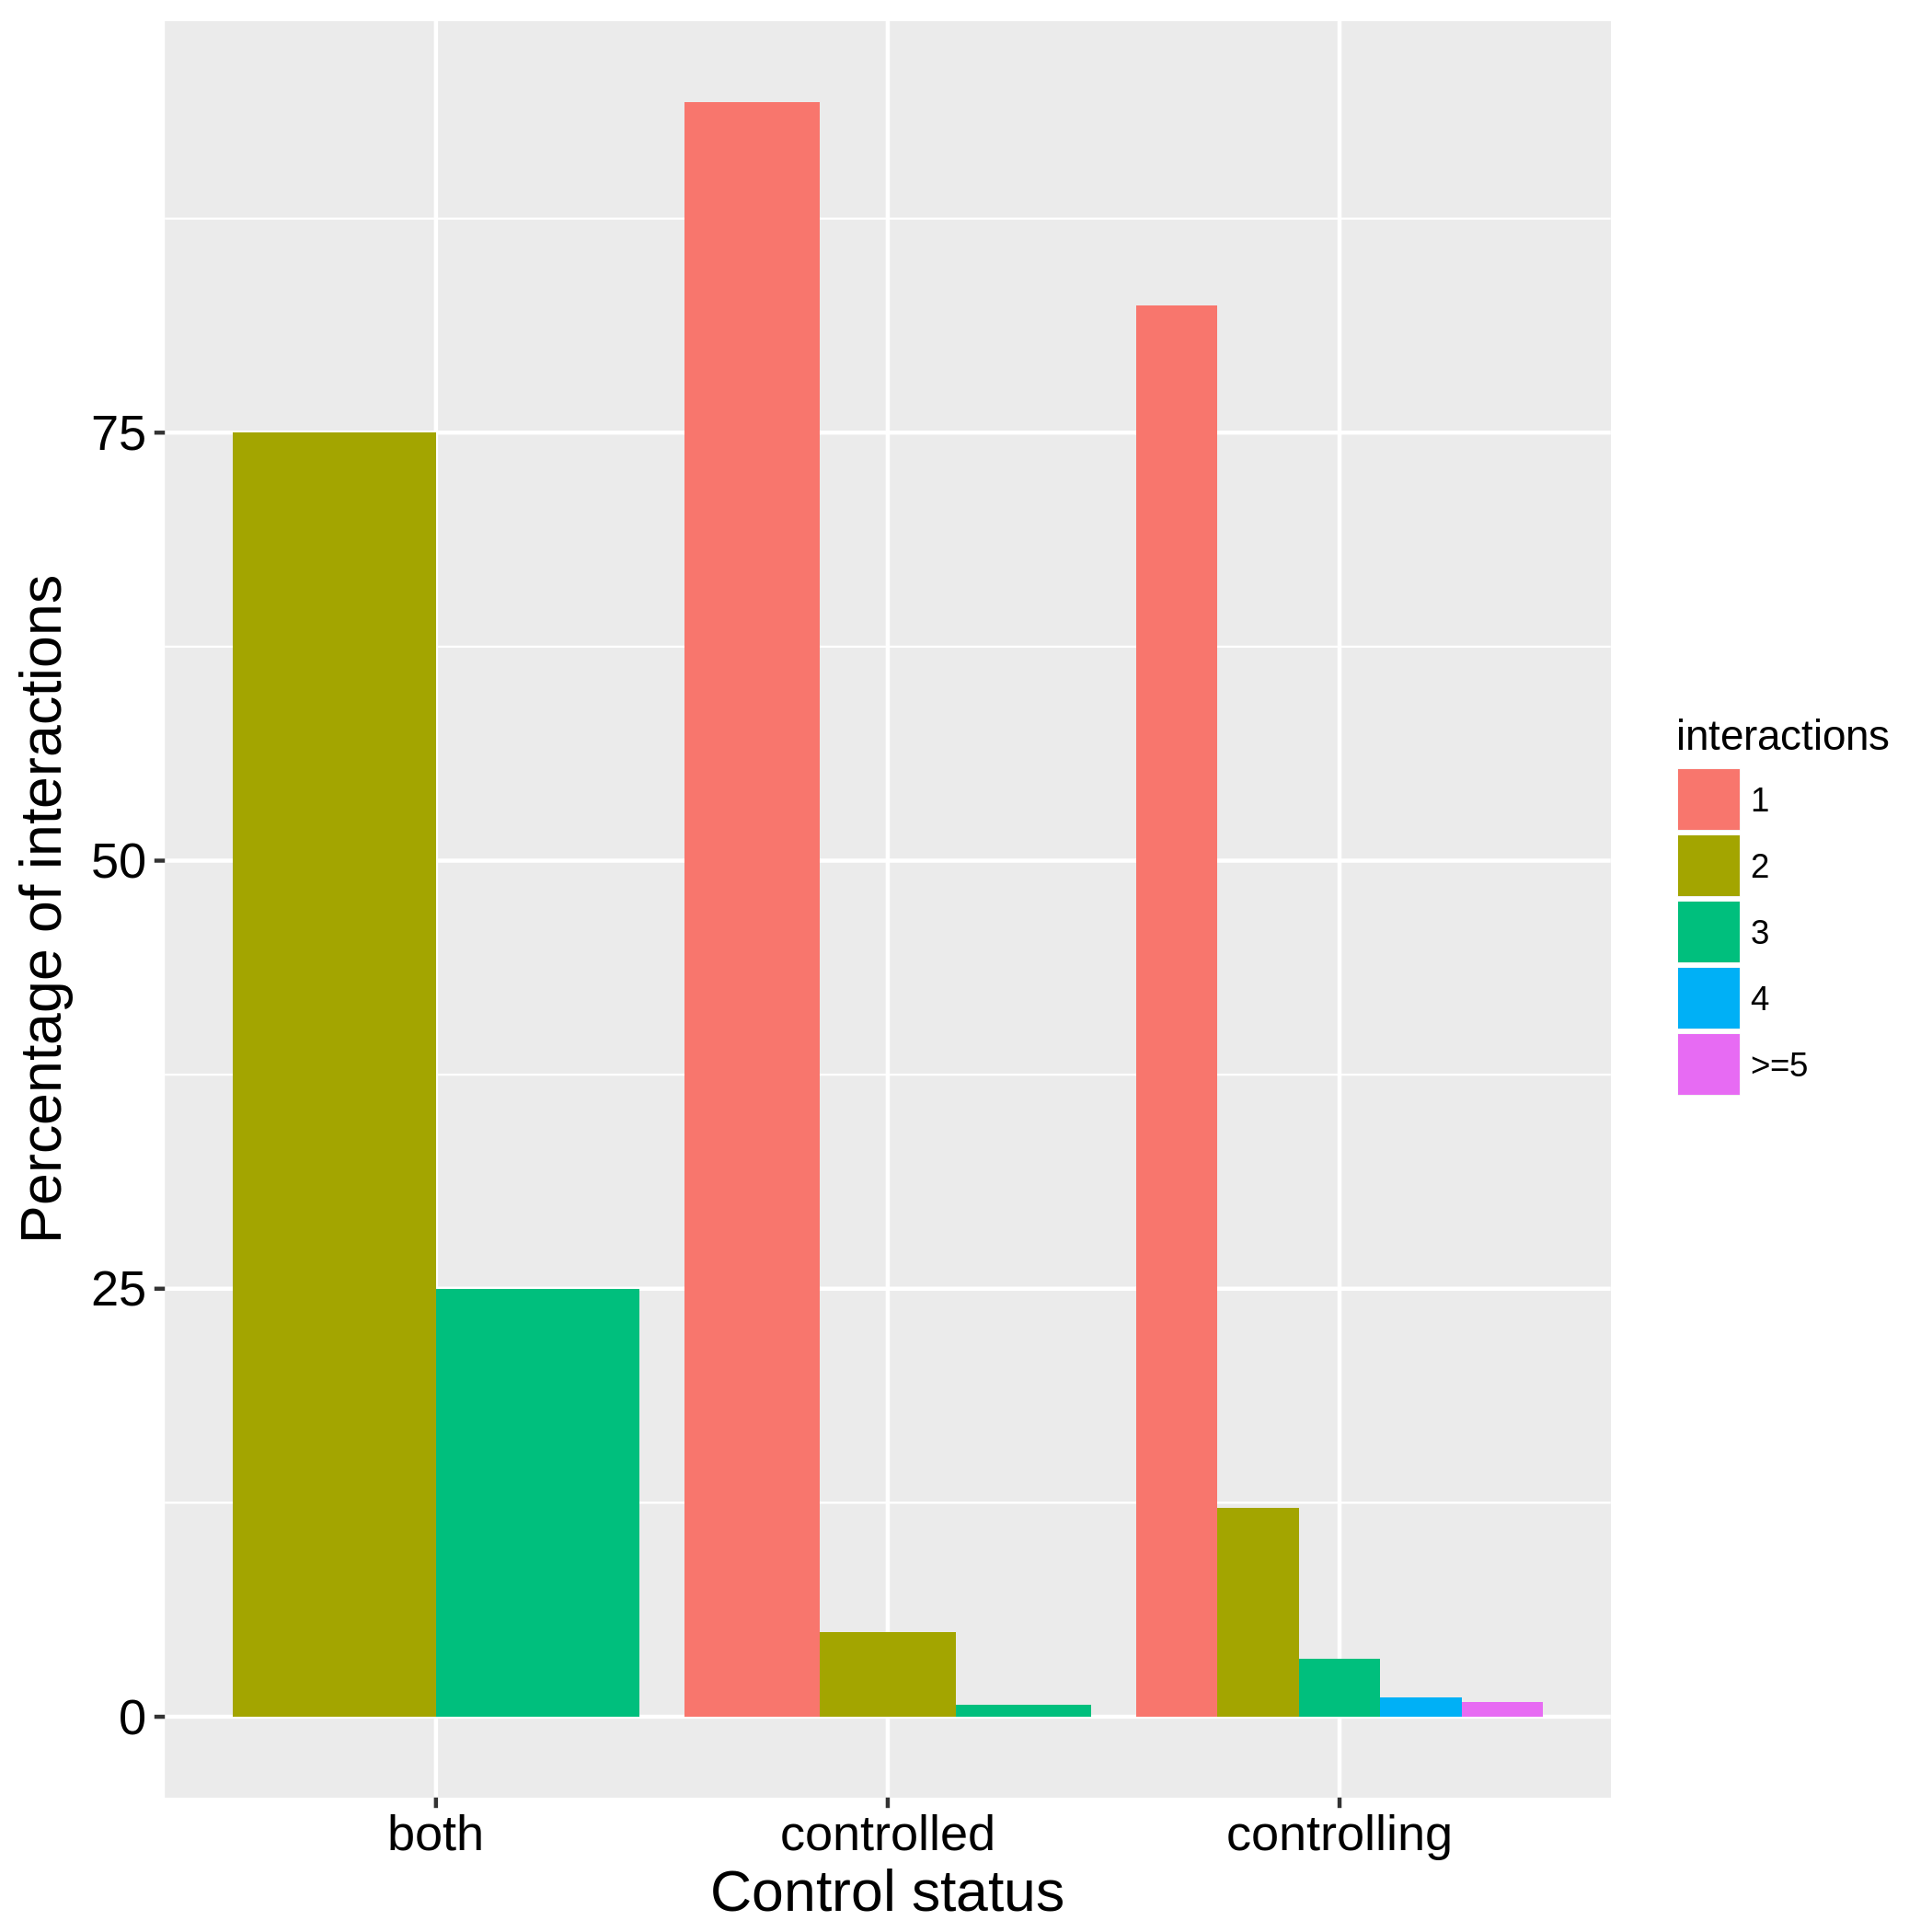 Percentage of interactions
75
50
25
0
both controlled controlling
Control status
interactions
1
2
3
4
>=5